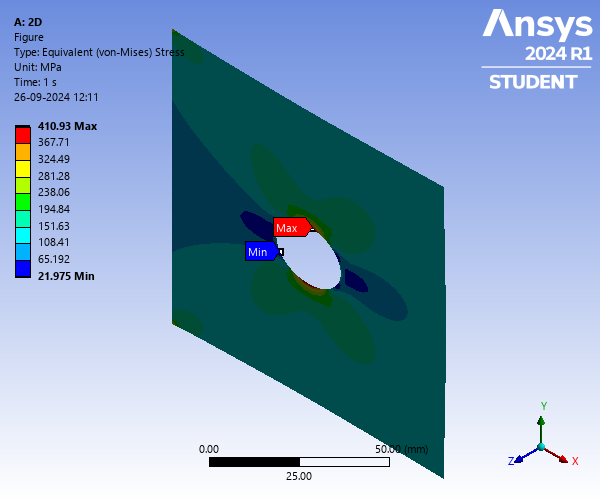 A: 2D
Figure
Type: Equivalent (von-Mises) Stress
Unit: MPa
Time: 1 s
26-09-2024 12:11
Ansys
2024 R1
STUDENT
410.93 Max
367.71
324.49
281.28
238.06
194.84
151.63
108.41
65.192
21.975 Min
Max
Min
0.00
50.00 (mm)
25.00
Y
Z
X